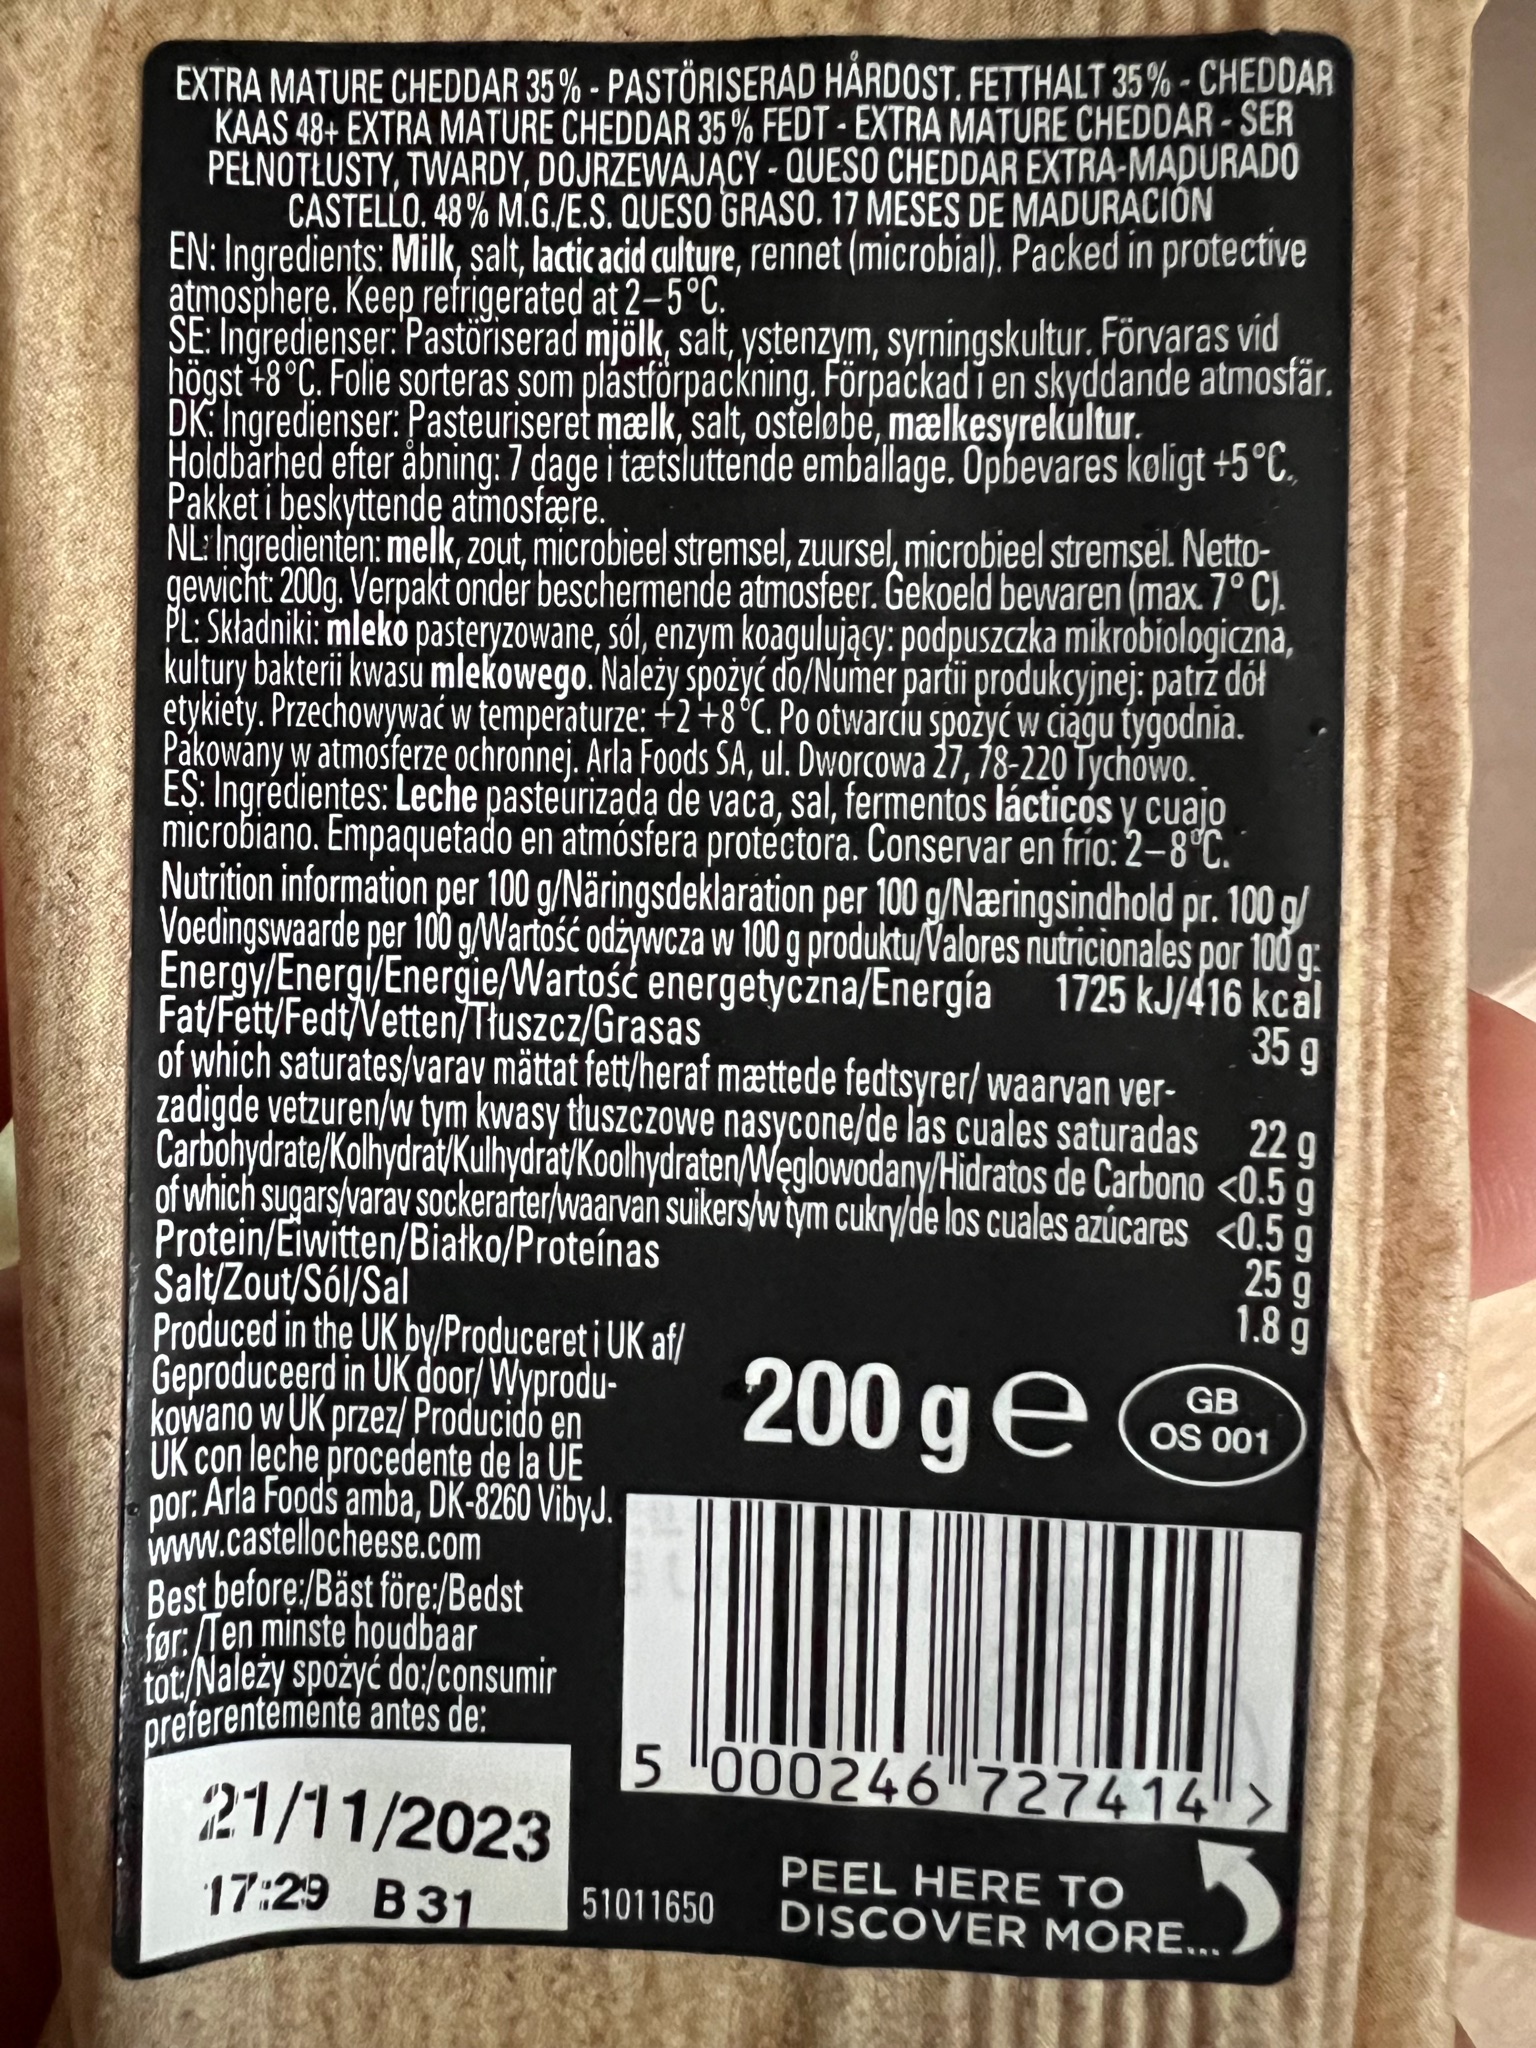 EXTRA MATURE CHEDDAR 35% - PASTÖRISERAD HÅRDOST. FETTHALT 35% - CHEDDAR
KAAS 48+ EXTRA MATURE CHEDDAR 35% FEDT - EXTRA MATURE CHEDDAR - SER
PEŁNOTŁUSTY, TWARDY, DOJRZEWAJĄCY - QUESO CHEDDAR EXTRA-MADURADO
CASTELLO. 48% M.G./E.S. QUESO GRASO. 17 MESES DE MADURACIÓN
EN: Ingredients: Milk, salt, lactic acid culture, rennet (microbial). Packed in protective
atmosphere. Keep refrigerated at 2–5°C.
SE: Ingredienser: Pastöriserad mjölk, salt, ystenzym, syrningskultur. Förvaras vid
högst +8°C. Folie sorteras som plastförpackning. Förpackad i en skyddande atmosfär.
DK: Ingredienser: Pasteuriseret mælk, salt, osteløbe, mælkesyrekultur.
Holdbarhed efter åbning: 7 dage i tætsluttende emballage. Opbevares køligt +5°C.,
Pakket i beskyttende atmosfære.
NL: Ingredienten: melk, zout, microbieel stremsel, zuursel, microbieel stremsel. Netto-
gewicht: 200g. Verpakt onder beschermende atmosfeer. Gekoeld bewaren (max. 7° C).
PL: Składniki: mleko pasteryzowane, sól, enzym koagulujący: podpuszczka mikrobiologiczna,
kultury bakterii kwasu mlekowego. Należy spożyć do/Numer partii produkcyjnej: patrz dół
etykiety. Przechowywać w temperaturze: +2 +8°C. Po otwarciu spożyć w ciągu tygodnia.
Pakowany w atmosferze ochronnej. Arla Foods SA, ul. Dworcowa 27, 78-220 Tychowo.
ES: Ingredientes: Leche pasteurizada de vaca, sal, fermentos lácticos y cuajo
microbiano. Empaquetado en atmósfera protectora. Conservar en frío: 2–8°C.
Nutrition information per 100 g/Näringsdeklaration per 100 g/Næringsindhold pr. 100 g/
Voedingswaarde per 100 g/Wartość odżywcza w 100 g produktu/Valores nutricionales por 100 g:
Energy/Energi/Energie/Wartość energetyczna/Energía 1725 kJ/416 kcal
Fat/Fett/Fedt/Vetten/Tłuszcz/Grasas 35 g
of which saturates/varav mättat fett/heraf mættede fedtsyrer/ waarvan ver-
zadigde vetzuren/w tym kwasy tłuszczowe nasycone/de las cuales saturadas 22 g
Carbohydrate/Kolhydrat/Kulhydrat/Koolhydraten/Węglowodany/Hidratos de Carbono <0.5 g
of which sugars/varav sockerarter/waarvan suikers/w tym cukry/de los cuales azúcares <0.5 g
Protein/Eiwitten/Białko/Proteínas 25 g
Salt/Zout/Sól/Sal 1.8 g
Produced in the UK by/Produceret i UK af/
Geproduceerd in UK door/ Wyprodu-
kowano w UK przez/ Producido en
UK con leche procedente de la UE
por: Arla Foods amba, DK-8260 VibyJ.
www.castellocheese.com
200 g e
GB
OS 001
Best before:/Bäst före:/Bedst
før: /Ten minste houdbaar
tot:/Należy spożyć do:/consumir
preferentemente antes de:
5 000246 727414 >
21/11/2023
17:29 B 31
51011650
PEEL HERE TO
DISCOVER MORE...